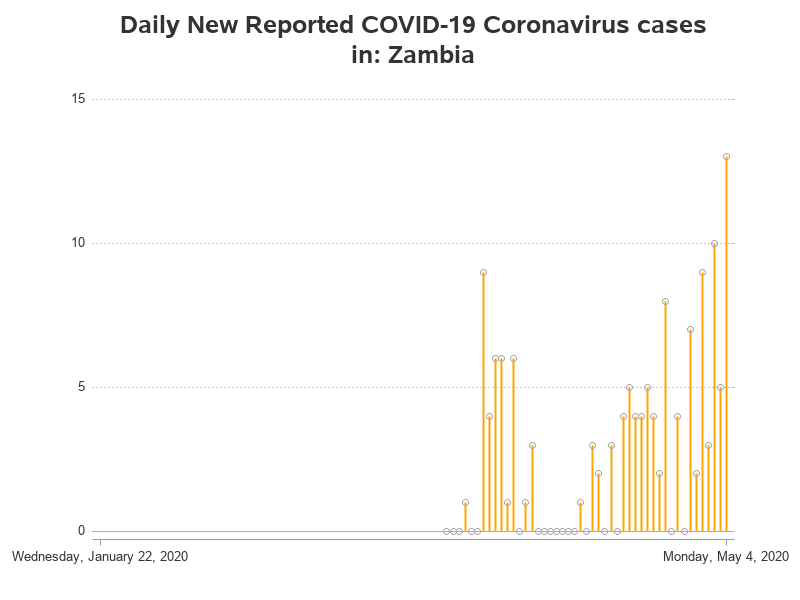 Daily New Reported COVID-19 Coronavirus cases
in: Zambia
15
10
5
0
Wednesday, January 22, 2020
Monday, May 4, 2020